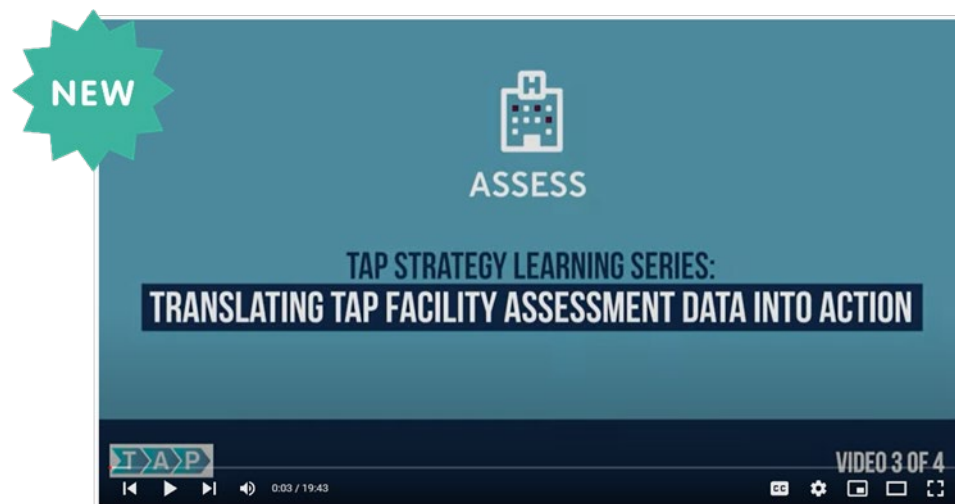 NEW
H
ASSESS
TAP STRATEGY LEARNING SERIES:
TRANSLATING TAP FACILITY ASSESSMENT DATA INTO ACTION
TAP
VIDEO 3 OF 4
0:03 / 19:43
CC